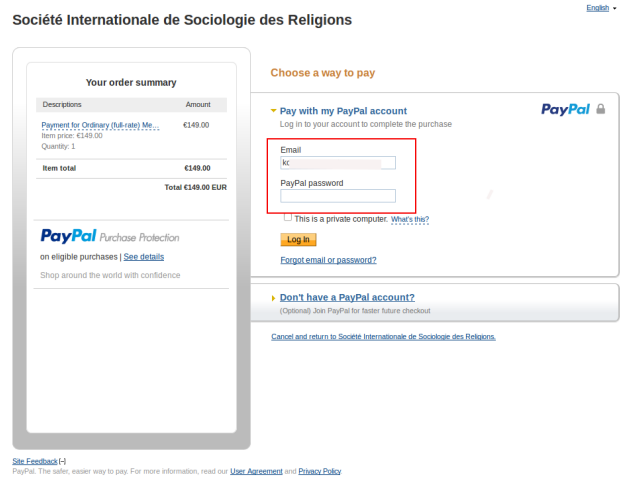 English
Société Internationale de Sociologie des Religions
Your order summary
Descriptions Amount
Payment for Ordinary (full-rate) Me... €149.00
Item price: €149.00
Quantity: 1
Item total €149.00
Total €149.00 EUR
PayPal Purchase Protection
on eligible purchases | See details
Shop around the world with confidence
Choose a way to pay
Pay with my PayPal account
PayPal
Log in to your account to complete the purchase
Email
kc
PayPal password
This is a private computer. What's this?
Log In
Forgot email or password?
Don't have a PayPal account?
(Optional) Join PayPal for faster future checkout
Cancel and return to Société Internationale de Sociologie des Religions.
Site Feedback [-]
PayPal. The safer, easier way to pay. For more information, read our User Agreement and Privacy Policy.